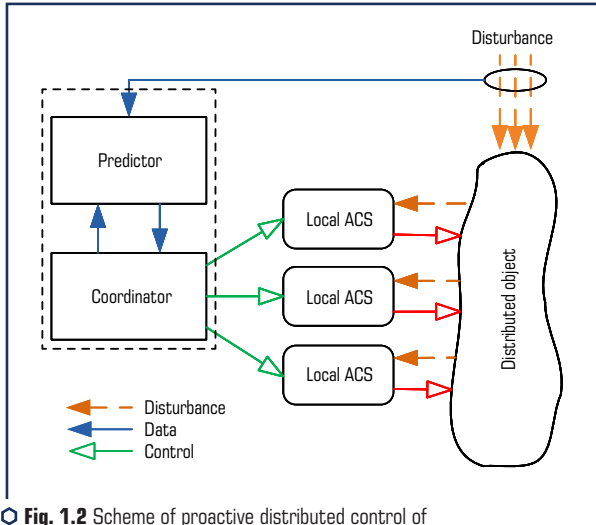 Disturbance
Predictor
Local ACS
Coordinator
Local ACS
Distributed object
Local ACS
Disturbance
Data
Control
Fig. 1.2 Scheme of proactive distributed control of